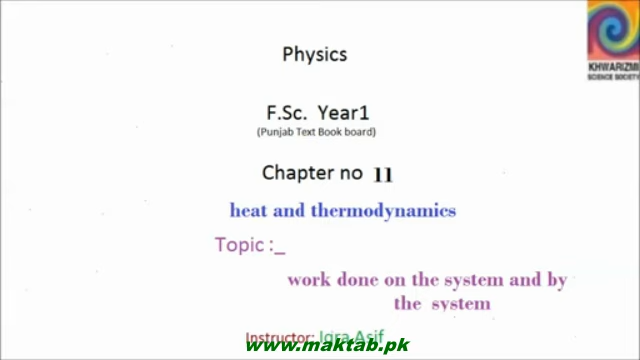 KHWARIZMI
SCIENCE SOCIETY
Physics
F.Sc. Year1
(Punjab Text Book board)
Chapter no 11
heat and thermodynamics
Topic :_
work done on the system and by
the system
Instructor: Iqra Asif
www.maktab.pk